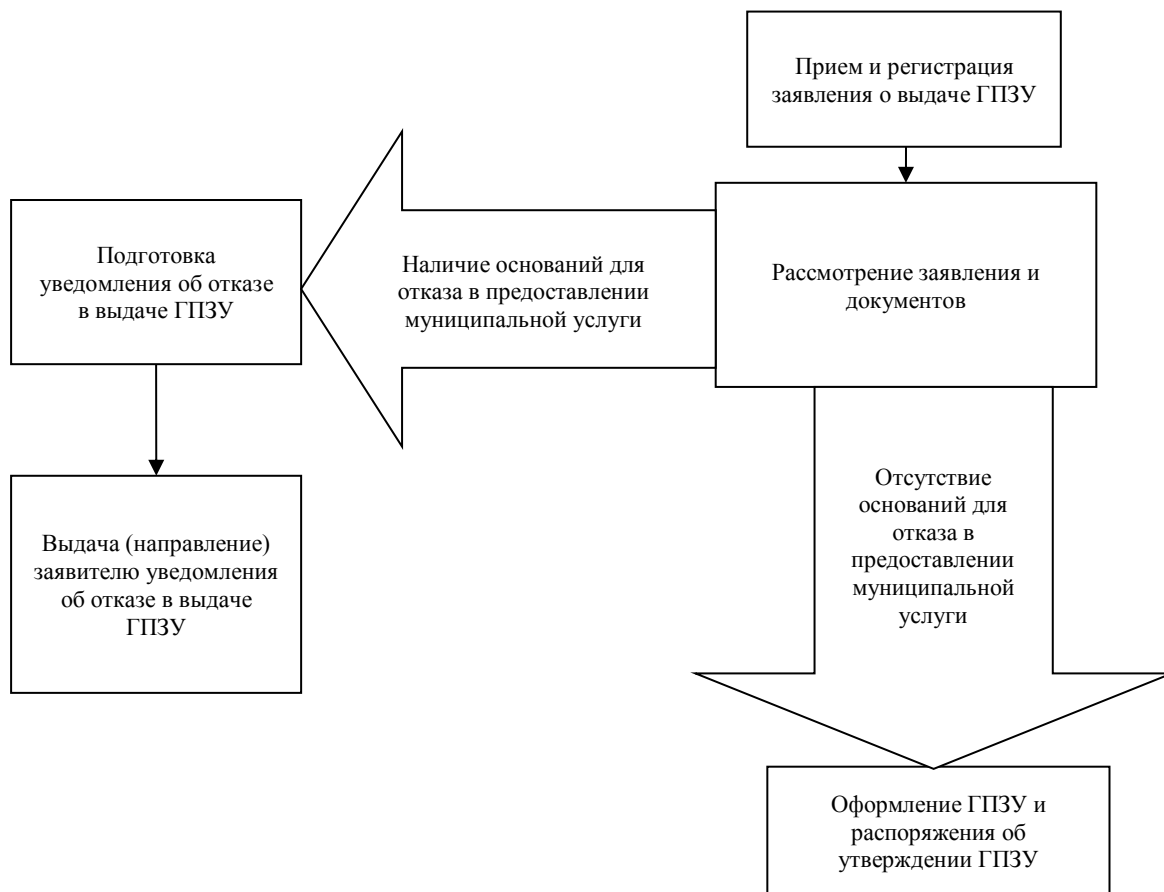 Прием и регистрация
заявления о выдаче ГПЗУ
Рассмотрение заявления и
документов
Наличие оснований для
отказа в предоставлении
муниципальной услуги
Подготовка
уведомления об отказе
в выдаче ГПЗУ
Выдача (направление)
заявителю уведомления
об отказе в выдаче
ГПЗУ
Отсутствие
оснований для
отказа в
предоставлении
муниципальной
услуги
Оформление ГПЗУ и
распоряжения об
утверждении ГПЗУ